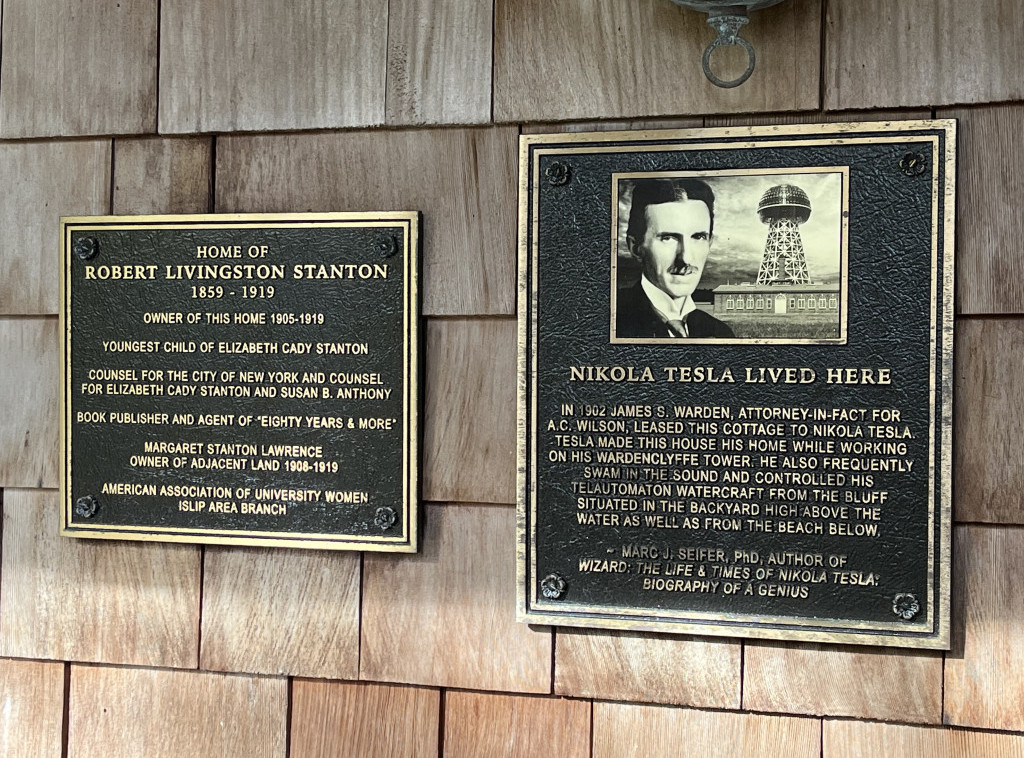 HOME OF
ROBERT LIVINGSTON STANTON
1859 - 1919
OWNER OF THIS HOME 1905-1919
YOUNGEST CHILD OF ELIZABETH CADY STANTON
COUNSEL FOR THE CITY OF NEW YORK AND COUNSEL
FOR ELIZABETH CADY STANTON AND SUSAN B. ANTHONY
BOOK PUBLISHER AND AGENT OF "EIGHTY YEARS & MORE"
MARGARET STANTON LAWRENCE
OWNER OF ADJACENT LAND 1908-1919
AMERICAN ASSOCIATION OF UNIVERSITY WOMEN
ISLIP AREA BRANCH
NIKOLA TESLA LIVED HERE
IN 1902 JAMES S. WARDEN, ATTORNEY-IN-FACT FOR
A.C. WILSON, LEASED THIS COTTAGE TO NIKOLA TESLA.
TESLA MADE THIS HOUSE HIS HOME WHILE WORKING
ON HIS WARDENCLYFFE TOWER. HE ALSO FREQUENTLY
SWAM IN THE SOUND AND CONTROLLED HIS
TELAUTOMATON WATERCRAFT FROM THE BLUFF
SITUATED IN THE BACKYARD HIGH ABOVE THE
WATER AS WELL AS FROM THE BEACH BELOW.
~ MARC J. SEIFER, PhD, AUTHOR OF
WIZARD: THE LIFE & TIMES OF NIKOLA TESLA:
BIOGRAPHY OF A GENIUS